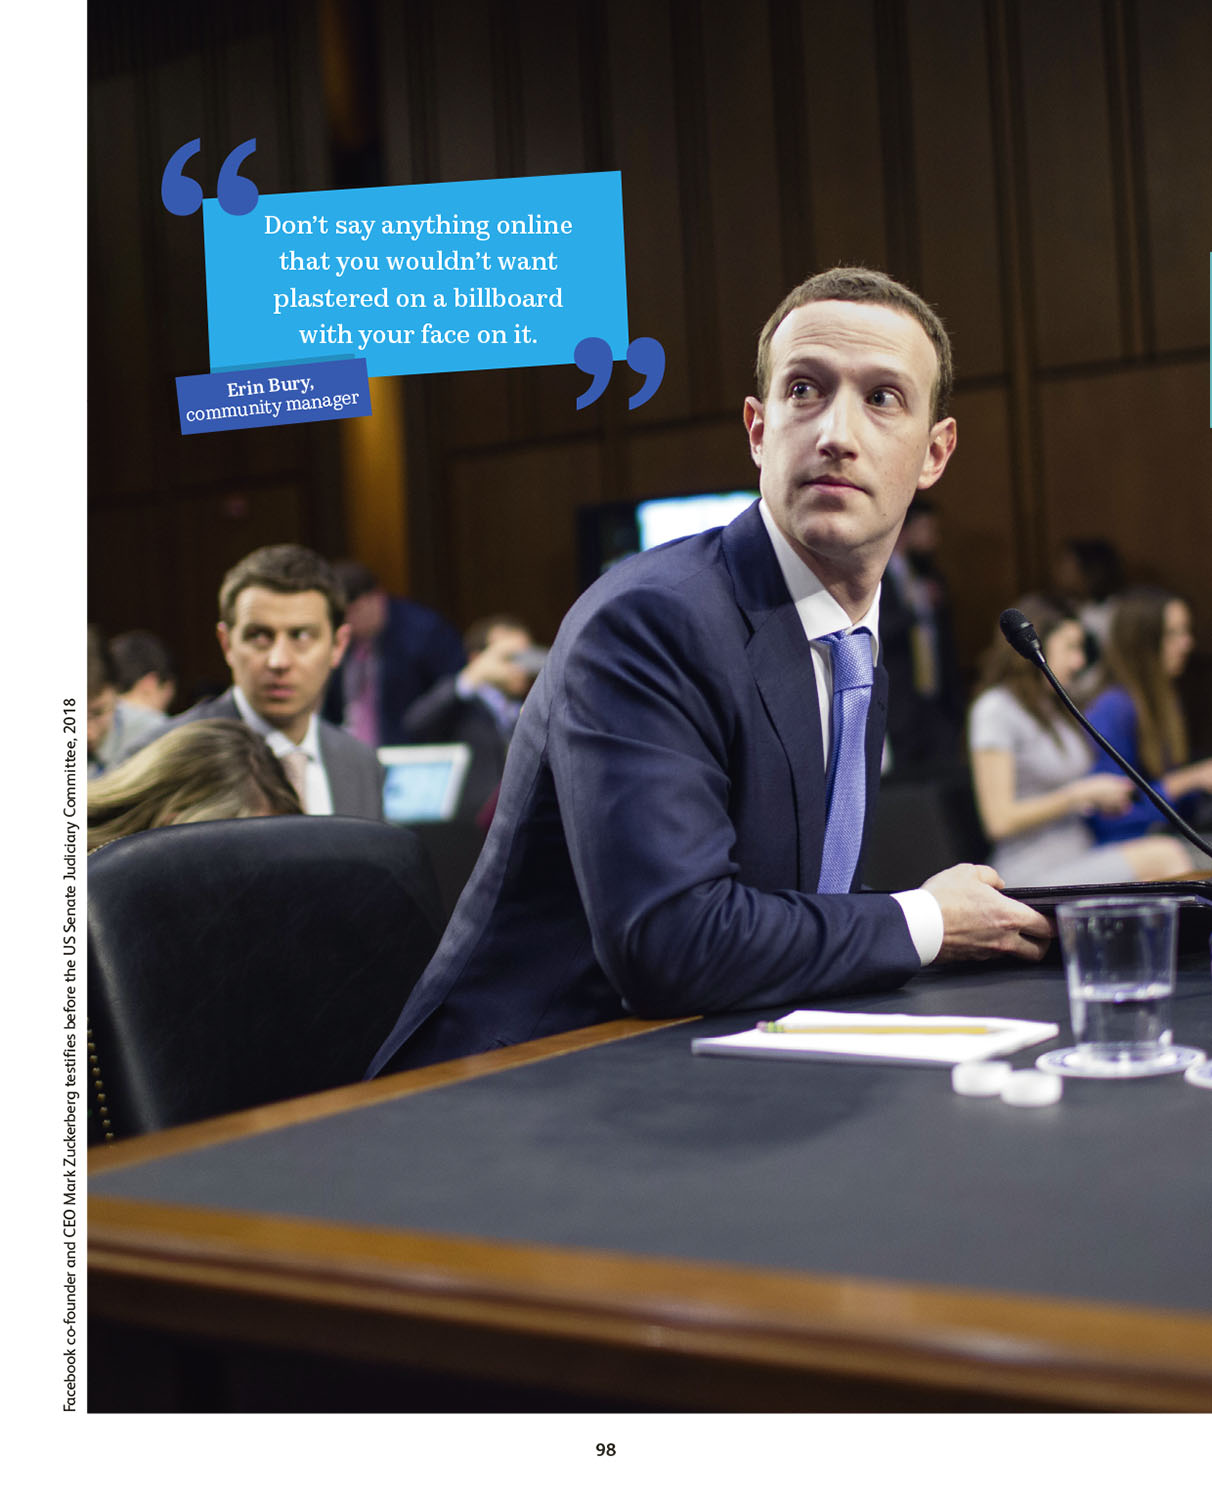 Don’t say anything online
that you wouldn’t want
plastered on a billboard
with your face on it.
Erin Bury,
community manager
Facebook co-founder and CEO Mark Zuckerberg testifies before the US Senate Judiciary Committee, 2018
98